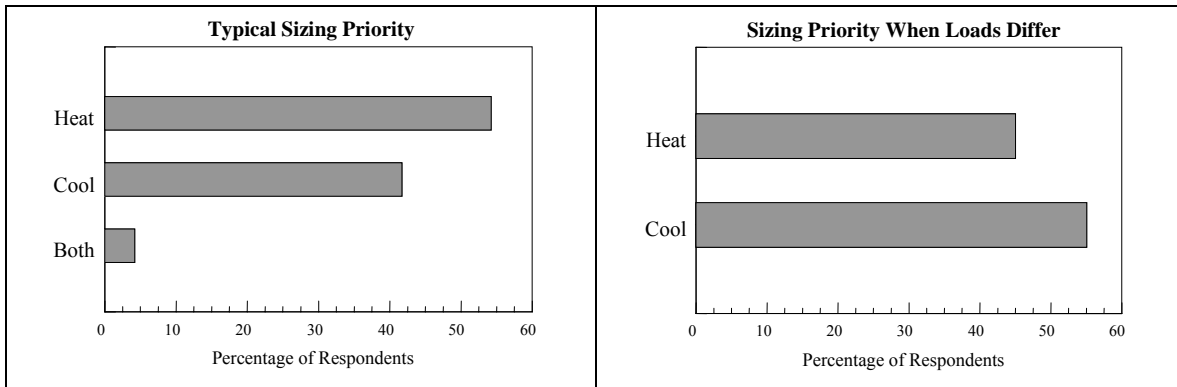 Typical Sizing Priority
Heat
Cool
Both
0 10 20 30 40 50 60
Percentage of Respondents
Sizing Priority When Loads Differ
Heat
Cool
0 10 20 30 40 50 60
Percentage of Respondents